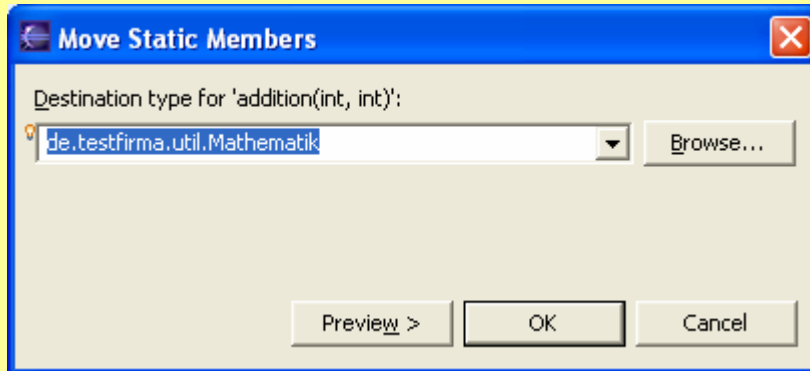 Move Static Members
Destination type for 'addition(int, int)':
de.testfirma.util.Mathematik
Browse...
Preview >
OK
Cancel